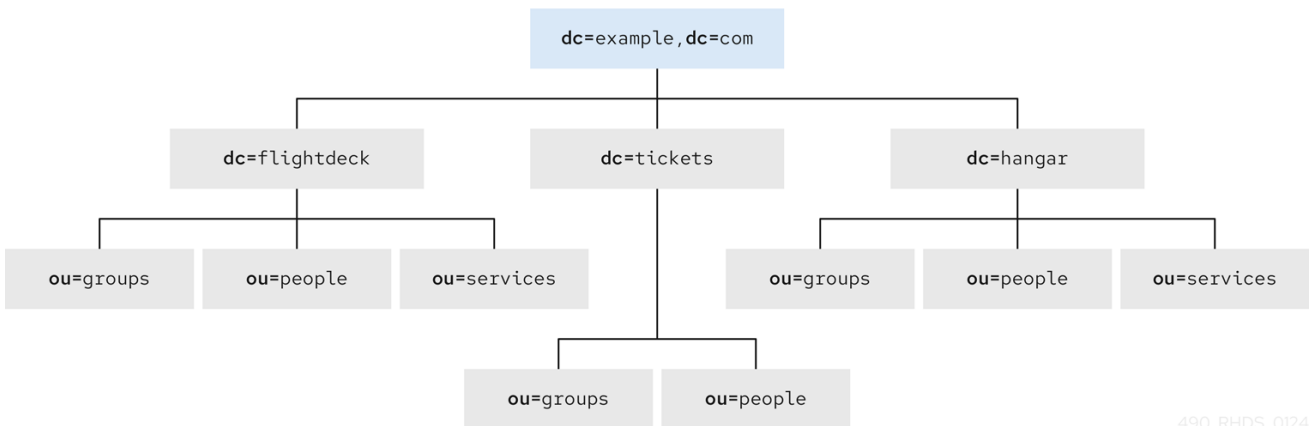 dc=example,dc=com
dc=flightdeck
dc=tickets
dc=hangar
ou=groups
ou=people
ou=services
ou=groups
ou=people
ou=services
ou=groups
ou=people
490_RHDS_0124